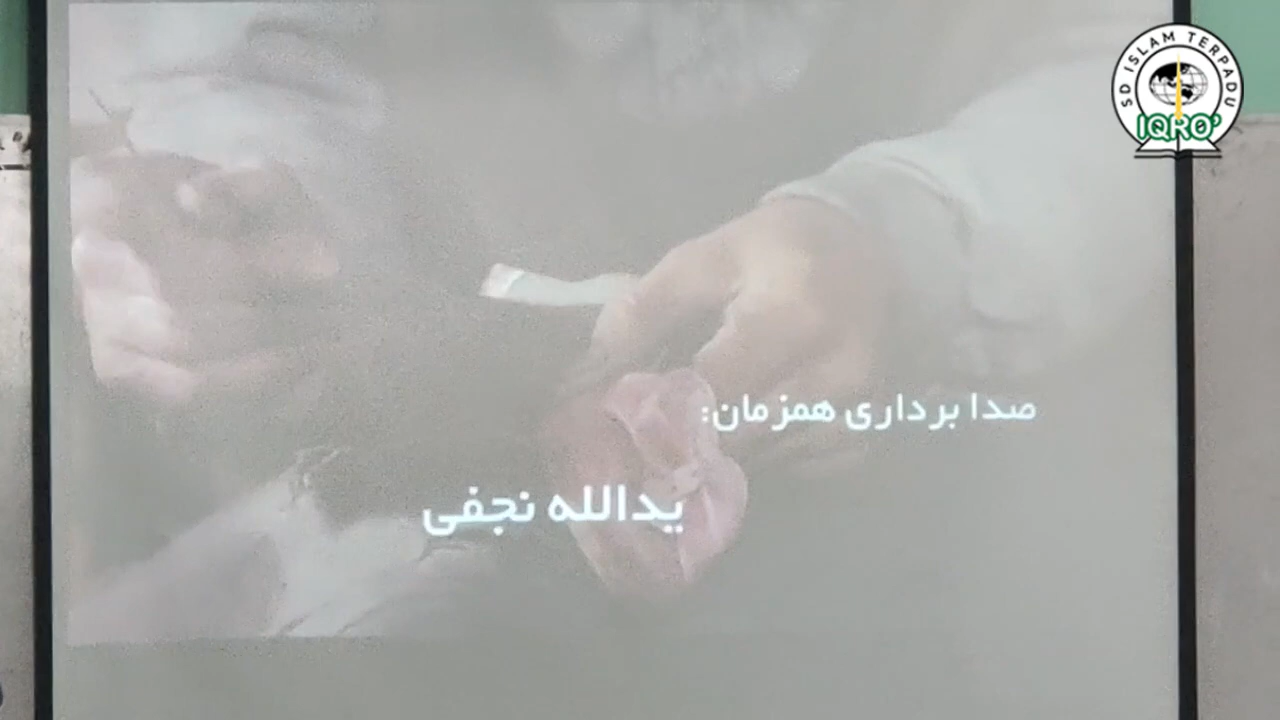 SD ISLAM TERPADU
IQRO'
صدا برداری همزمان:
یدالله نجفی